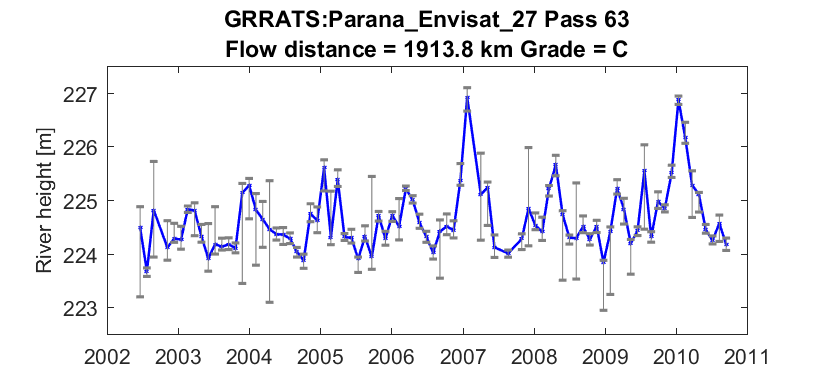 GRRATS:Parana_Envisat_27 Pass 63
Flow distance = 1913.8 km Grade = C
River height [m]
227
226
225
224
223
2002 2003 2004 2005 2006 2007 2008 2009 2010 2011